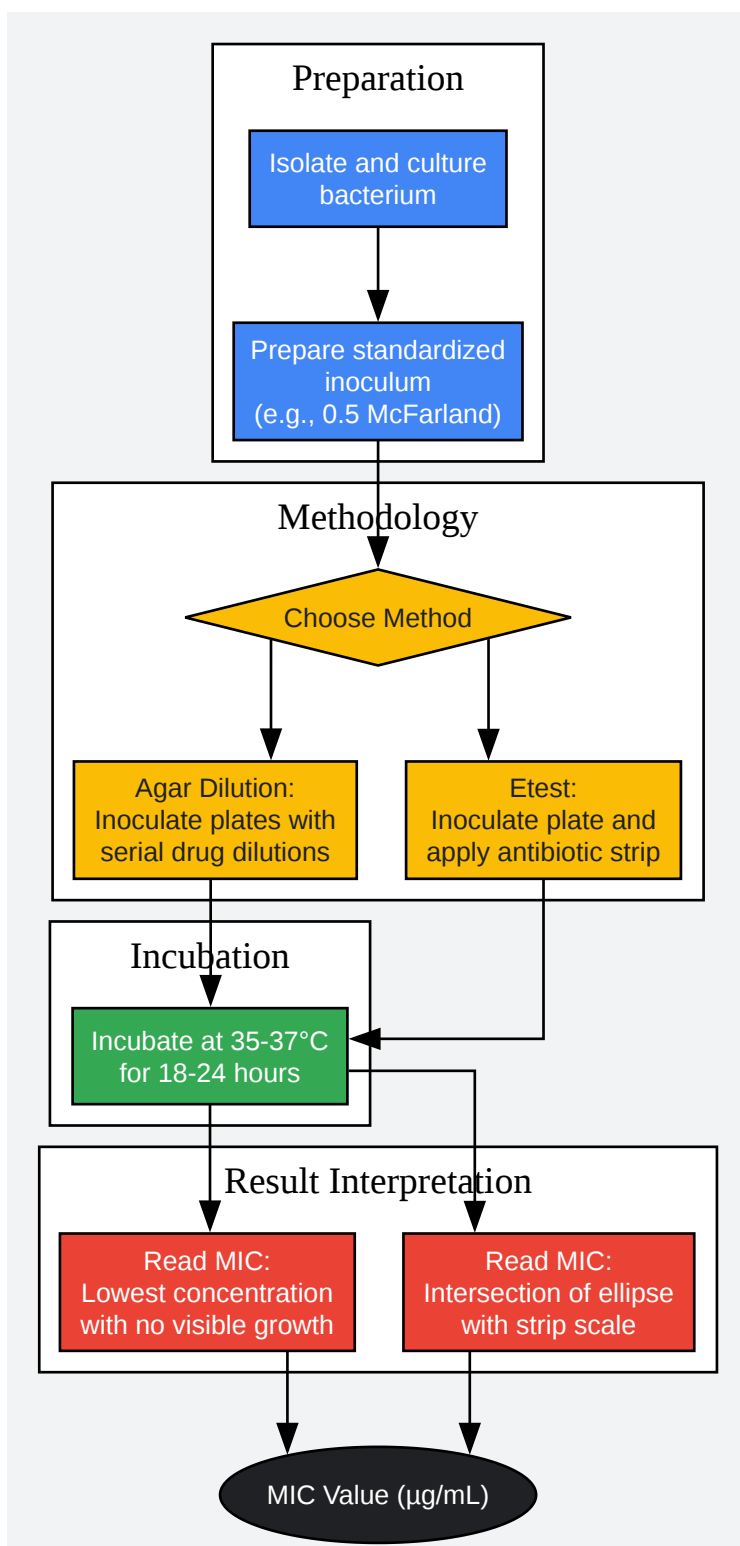 Preparation
Isolate and culture
bacterium
Prepare standardized
inoculum
(e.g., 0.5 McFarland)
Methodology
Choose Method
Agar Dilution:
Inoculate plates with
serial drug dilutions
Etest:
Inoculate plate and
apply antibiotic strip
Incubation
Incubate at 35-37°C
for 18-24 hours
Result Interpretation
Read MIC:
Lowest concentration
with no visible growth
Read MIC:
Intersection of ellipse
with strip scale
MIC Value (µg/mL)